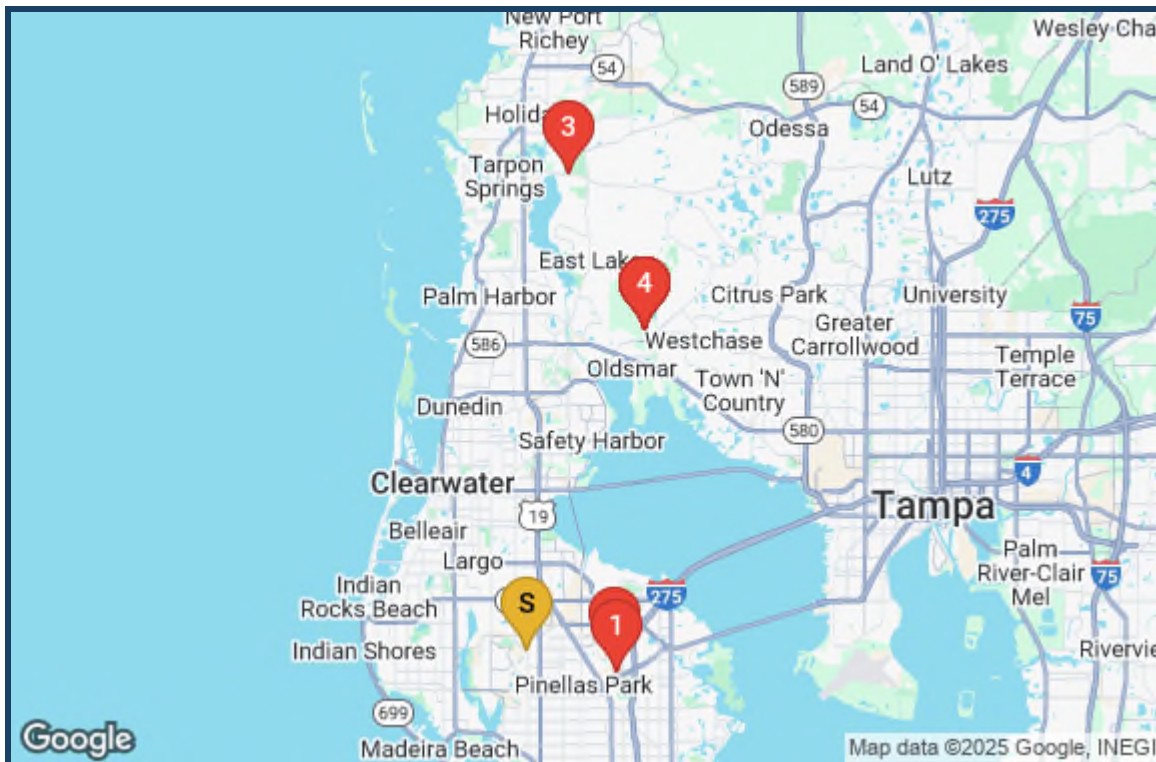 New Port
Richey
Wesley Cha
54
Land O' Lakes
589
54
Holida
3
Odessa
Tarpon
Springs
Lutz
275
East Lake
4
Palm Harbor
Citrus Park
University
75
586
Westchase
Greater
Carrollwood
Temple
Terrace
Oldsmar
Town 'N'
Country
Dunedin
580
Safety Harbor
4
Clearwater
19
Tampa
Belleair
Largo
Palm
River-Clair
Mel
75
Indian
Rocks Beach
S
275
1
Indian Shores
Rivervie
Pinellas Park
699
Madeira Beach
Google
Map data ©2025 Google, INEGI